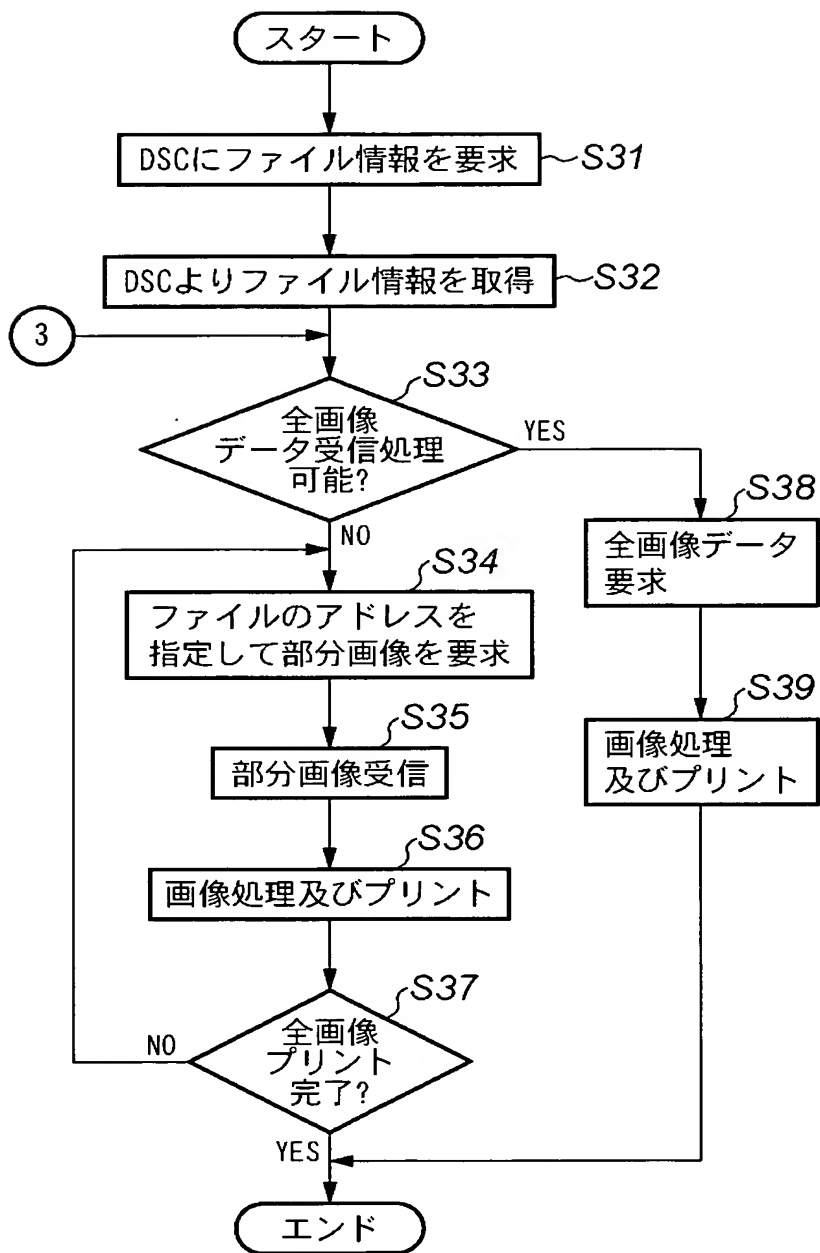 スタート
DSCにファイル情報を要求
S31
DSCよりファイル情報を取得
S32
3
S33
全画像
データ受信処理
可能?
YES
NO
S38
全画像データ
要求
S34
ファイルのアドレスを
指定して部分画像を要求
S39
画像処理
及びプリント
S35
部分画像受信
S36
画像処理及びプリント
S37
全画像
プリント
完了?
NO
YES
エンド